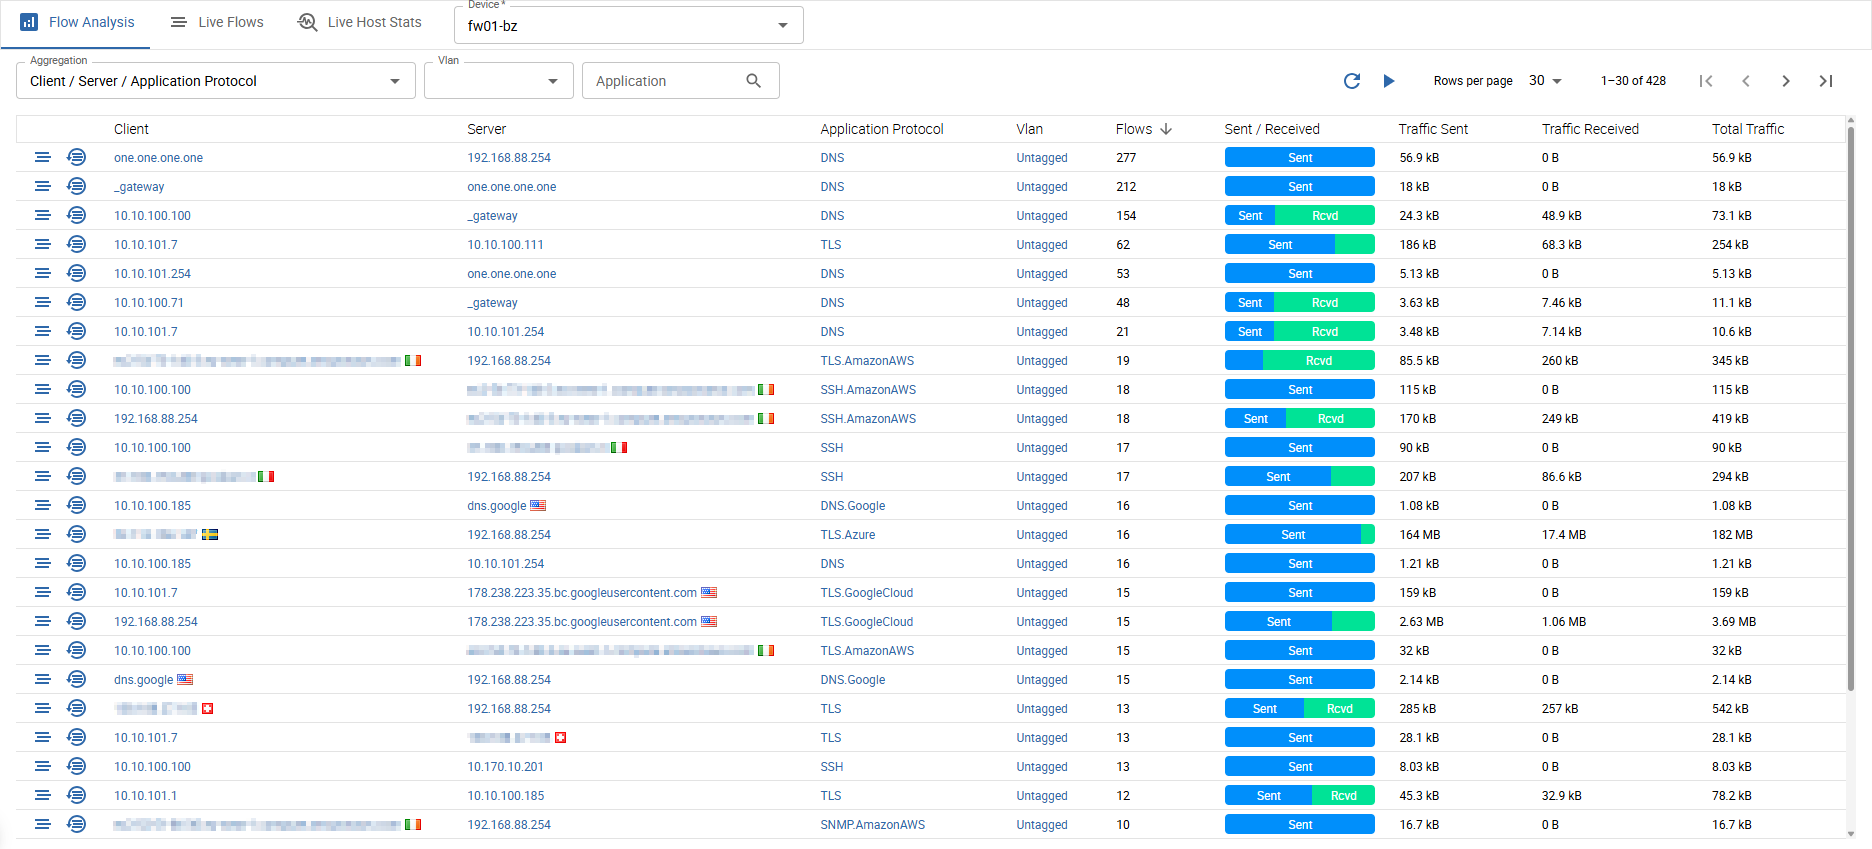 Flow Analysis Live Flows Live Host Stats Device * fw01-bz
Aggregation Client / Server / Application Protocol Vlan Application Rows per page 30 1–30 of 428
Client Server Application Protocol Vlan Flows Sent / Received Traffic Sent Traffic Received Total Traffic
one.one.one.one 192.168.88.254 DNS Untagged 277 Sent 56.9 kB 0 B 56.9 kB
_gateway one.one.one.one DNS Untagged 212 Sent 18 kB 0 B 18 kB
10.10.100.100 _gateway DNS Untagged 154 Sent Rcvd 24.3 kB 48.9 kB 73.1 kB
10.10.101.7 10.10.100.111 TLS Untagged 62 Sent 186 kB 68.3 kB 254 kB
10.10.101.254 one.one.one.one DNS Untagged 53 Sent 5.13 kB 0 B 5.13 kB
10.10.100.71 _gateway DNS Untagged 48 Sent Rcvd 3.63 kB 7.46 kB 11.1 kB
10.10.101.7 10.10.101.254 DNS Untagged 21 Sent Rcvd 3.48 kB 7.14 kB 10.6 kB
192.168.88.254 TLS.AmazonAWS Untagged 19 Rcvd 85.5 kB 260 kB 345 kB
10.10.100.100 SSH.AmazonAWS Untagged 18 Sent 115 kB 0 B 115 kB
192.168.88.254 SSH.AmazonAWS Untagged 18 Sent Rcvd 170 kB 249 kB 419 kB
10.10.100.100 SSH Untagged 17 Sent 90 kB 0 B 90 kB
192.168.88.254 SSH Untagged 17 Sent 207 kB 86.6 kB 294 kB
10.10.100.185 dns.google DNS.Google Untagged 16 Sent 1.08 kB 0 B 1.08 kB
192.168.88.254 TLS.Azure Untagged 16 Sent 164 MB 17.4 MB 182 MB
10.10.100.185 10.10.101.254 DNS Untagged 16 Sent 1.21 kB 0 B 1.21 kB
10.10.101.7 178.238.223.35.bc.googleusercontent.com TLS.GoogleCloud Untagged 15 Sent 159 kB 0 B 159 kB
192.168.88.254 178.238.223.35.bc.googleusercontent.com TLS.GoogleCloud Untagged 15 Sent 2.63 MB 1.06 MB 3.69 MB
10.10.100.100 TLS.AmazonAWS Untagged 15 Sent 32 kB 0 B 32 kB
dns.google 192.168.88.254 DNS.Google Untagged 15 Sent 2.14 kB 0 B 2.14 kB
192.168.88.254 TLS Untagged 13 Sent Rcvd 285 kB 257 kB 542 kB
10.10.101.7 TLS Untagged 13 Sent 28.1 kB 0 B 28.1 kB
10.10.100.100 10.170.10.201 SSH Untagged 13 Sent 8.03 kB 0 B 8.03 kB
10.10.101.1 10.10.100.185 TLS Untagged 12 Sent Rcvd 45.3 kB 32.9 kB 78.2 kB
192.168.88.254 SNMP.AmazonAWS Untagged 10 Sent 16.7 kB 0 B 16.7 kB